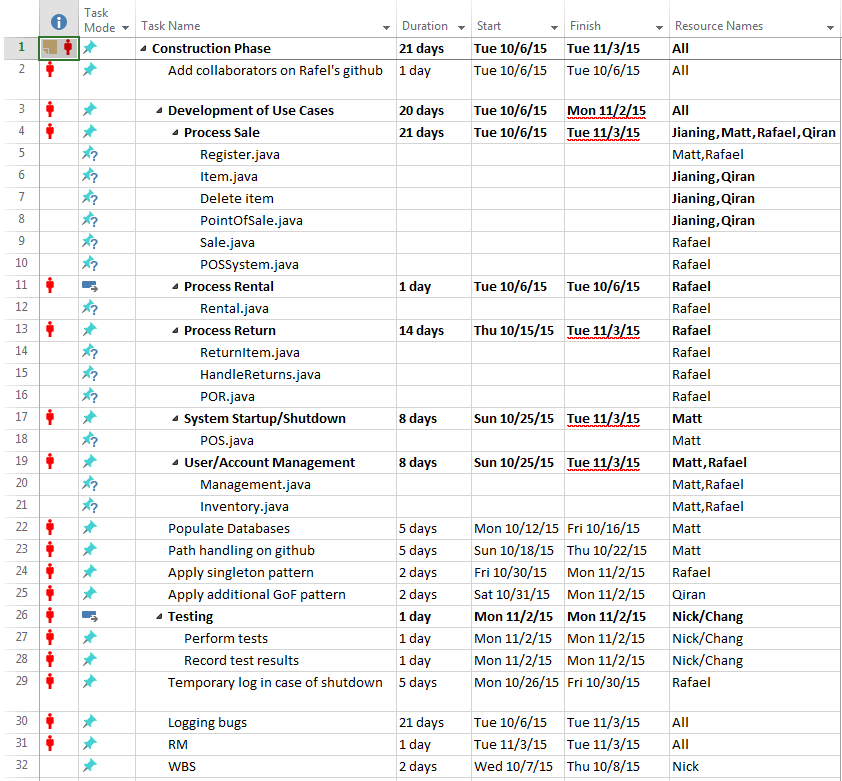 Task Mode Task Name Duration Start Finish Resource Names
1 Construction Phase 21 days Tue 10/6/15 Tue 11/3/15 All
2 Add collaborators on Rafel's github 1 day Tue 10/6/15 Tue 10/6/15 All
3 Development of Use Cases 20 days Tue 10/6/15 Mon 11/2/15 All
4 Process Sale 21 days Tue 10/6/15 Tue 11/3/15 Jianing,Matt,Rafael,Qiran
5 ? Register.java Matt,Rafael
6 ? Item.java Jianing,Qiran
7 ? Delete item Jianing,Qiran
8 ? PointOfSale.java Jianing,Qiran
9 ? Sale.java Rafael
10 ? POSSystem.java Rafael
11 Process Rental 1 day Tue 10/6/15 Tue 10/6/15 Rafael
12 ? Rental.java Rafael
13 Process Return 14 days Thu 10/15/15 Tue 11/3/15 Rafael
14 ? ReturnItem.java Rafael
15 ? HandleReturns.java Rafael
16 ? POR.java Rafael
17 System Startup/Shutdown 8 days Sun 10/25/15 Tue 11/3/15 Matt
18 ? POS.java Matt
19 User/Account Management 8 days Sun 10/25/15 Tue 11/3/15 Matt,Rafael
20 ? Management.java Matt,Rafael
21 ? Inventory.java Matt,Rafael
22 Populate Databases 5 days Mon 10/12/15 Fri 10/16/15 Matt
23 Path handling on github 5 days Sun 10/18/15 Thu 10/22/15 Matt
24 Apply singleton pattern 2 days Fri 10/30/15 Mon 11/2/15 Rafael
25 Apply additional GoF pattern 2 days Sat 10/31/15 Mon 11/2/15 Qiran
26 Testing 1 day Mon 11/2/15 Mon 11/2/15 Nick/Chang
27 Perform tests 1 day Mon 11/2/15 Mon 11/2/15 Nick/Chang
28 Record test results 1 day Mon 11/2/15 Mon 11/2/15 Nick/Chang
29 Temporary log in case of shutdown 5 days Mon 10/26/15 Fri 10/30/15 Rafael
30 Logging bugs 21 days Tue 10/6/15 Tue 11/3/15 All
31 RM 1 day Tue 11/3/15 Tue 11/3/15 All
32 WBS 2 days Wed 10/7/15 Thu 10/8/15 Nick